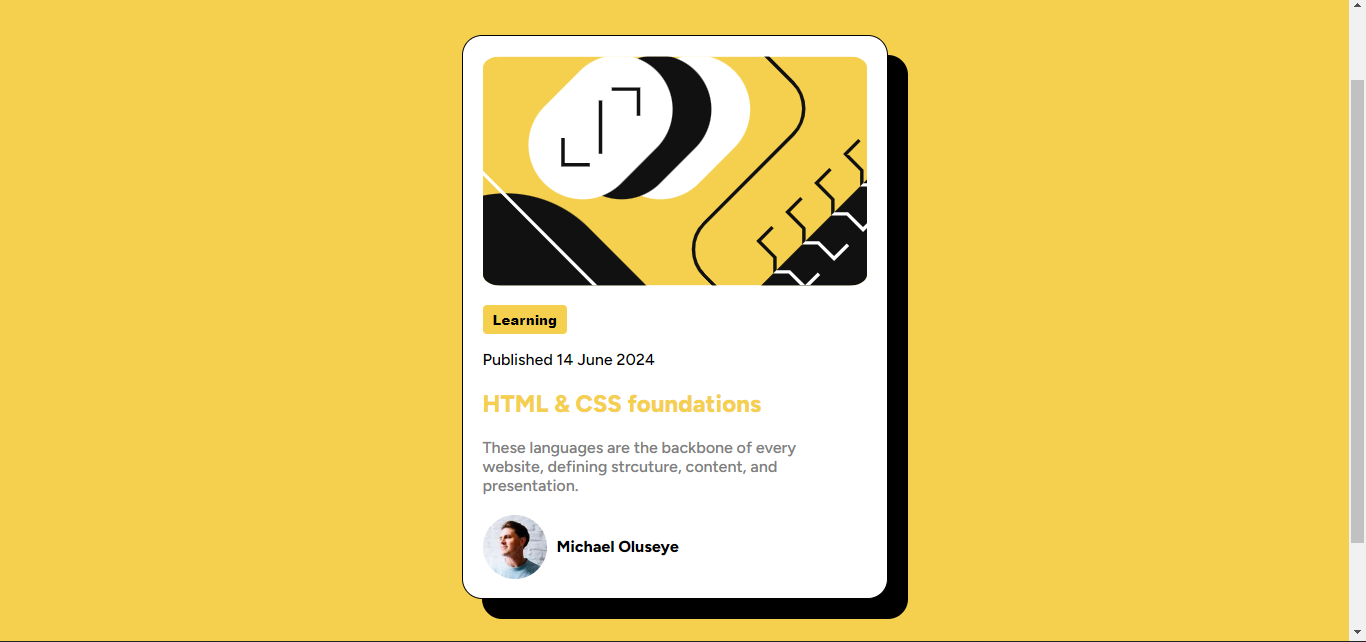 Learning
Published 14 June 2024
HTML & CSS foundations
These languages are the backbone of every
website, defining strcuture, content, and
presentation.
Michael Oluseye